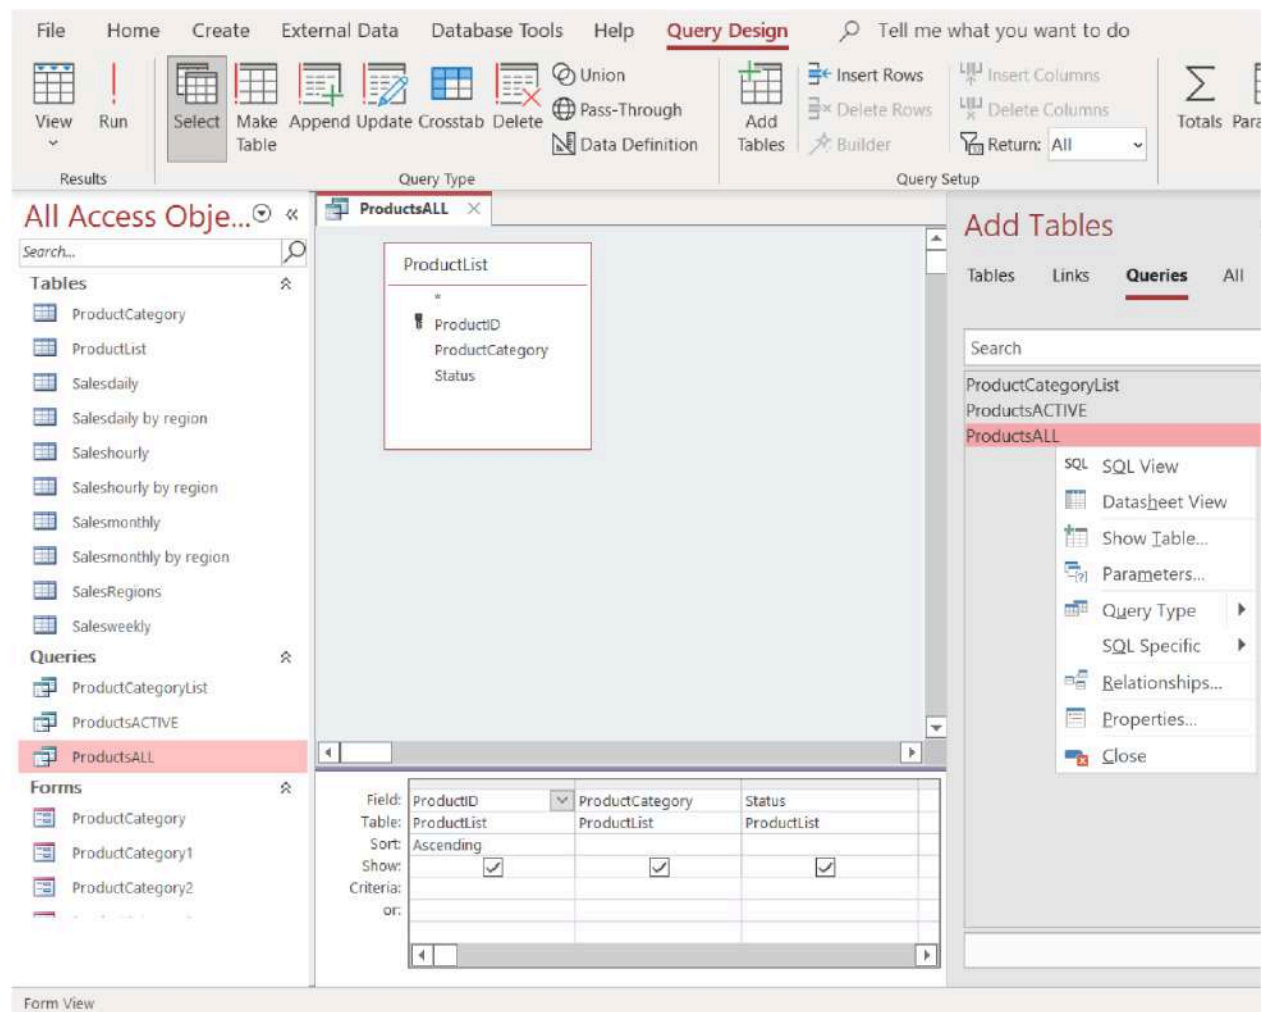 File Home Create External Data Database Tools Help Query Design Tell me what you want to do
View Run Select Make Table Append Update Crosstab Delete
Union
Pass-Through
Data Definition
Add Tables
Insert Rows
Delete Rows
Builder
Insert Columns
Delete Columns
Return: All
Totals Para
Results Query Type Query Setup
All Access Obje...
Search...
Tables
ProductCategory
ProductList
Salesdaily
Salesdaily by region
Saleshourly
Saleshourly by region
Salesmonthly
Salesmonthly by region
SalesRegions
Salesweekly
Queries
ProductCategoryList
ProductsACTIVE
ProductsALL
Forms
ProductCategory
ProductCategory1
ProductCategory2
ProductsALL
ProductList
*
ProductID
ProductCategory
Status
Field: ProductID ProductCategory Status
Table: ProductList ProductList ProductList
Sort: Ascending
Show:
Criteria:
or:
Add Tables
Tables Links Queries All
Search
ProductCategoryList
ProductsACTIVE
ProductsALL
SQL SQL View
Datasheet View
Show Table...
Parameters...
Query Type
SQL Specific
Relationships...
Properties...
Close
Form View